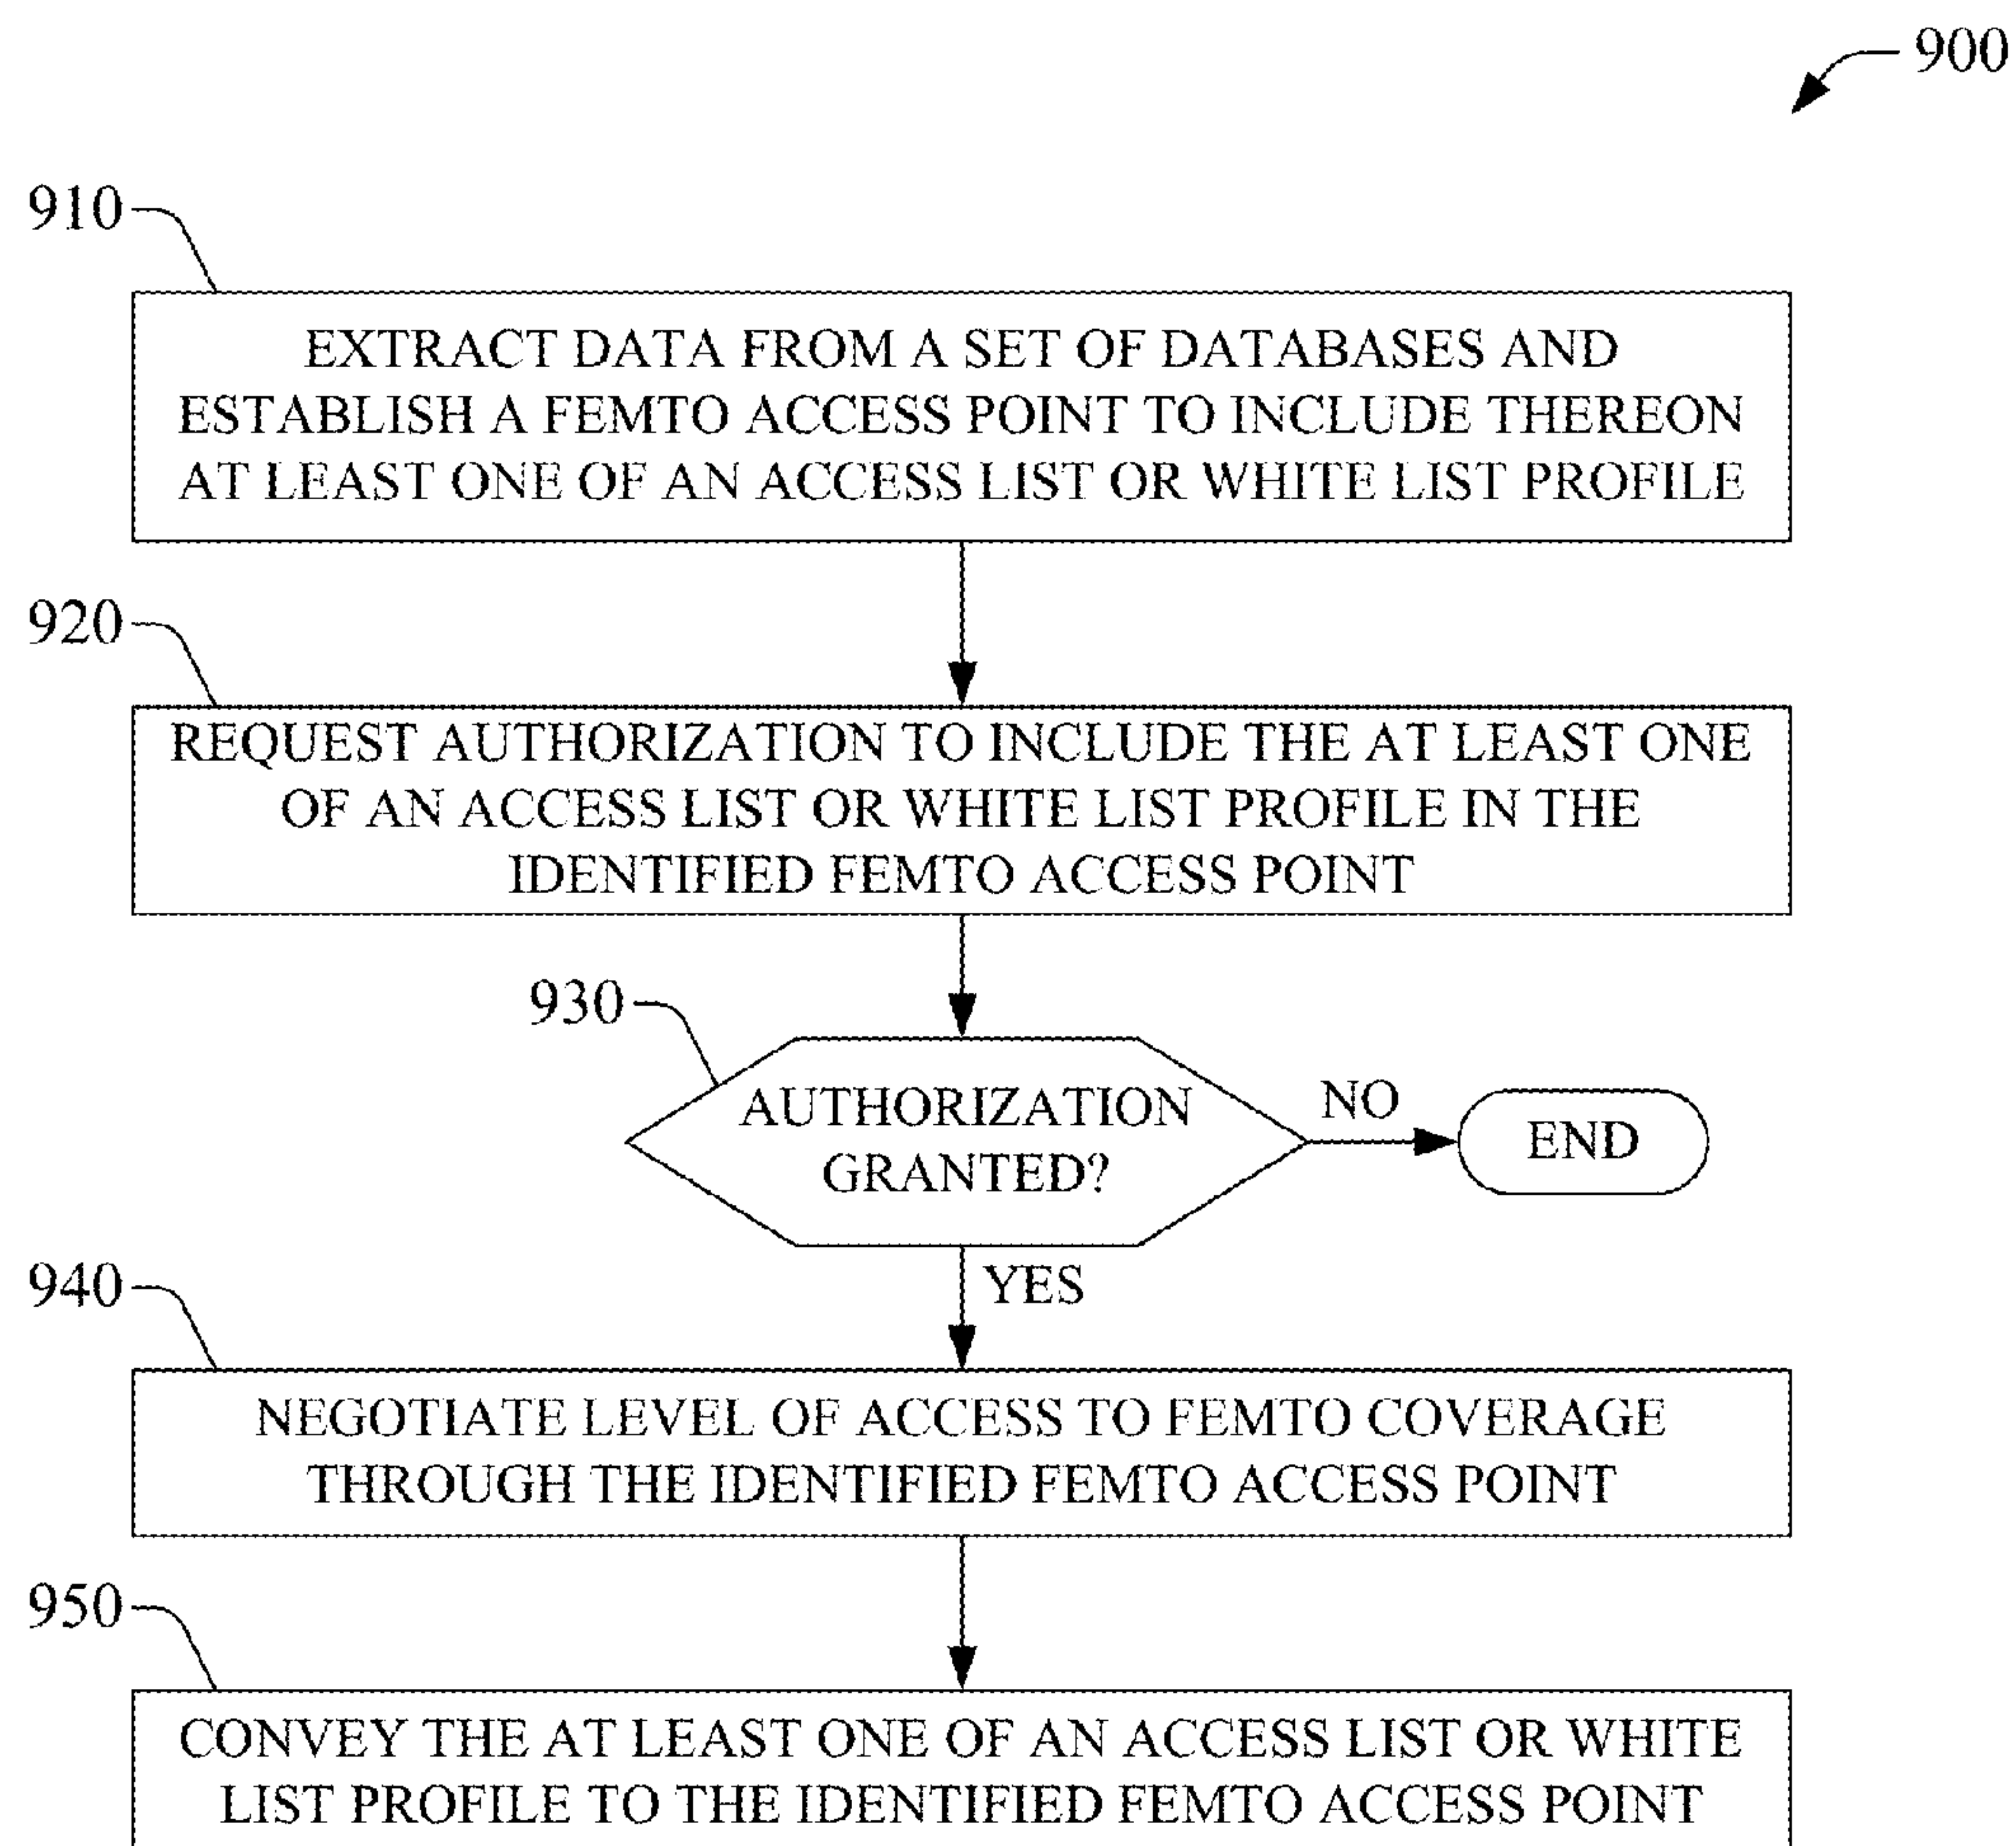 900
910
EXTRACT DATA FROM A SET OF DATABASES AND
ESTABLISH A FEMTO ACCESS POINT TO INCLUDE THEREON
AT LEAST ONE OF AN ACCESS LIST OR WHITE LIST PROFILE
920
REQUEST AUTHORIZATION TO INCLUDE THE AT LEAST ONE
OF AN ACCESS LIST OR WHITE LIST PROFILE IN THE
IDENTIFIED FEMTO ACCESS POINT
930
AUTHORIZATION
GRANTED?
NO
END
YES
940
NEGOTIATE LEVEL OF ACCESS TO FEMTO COVERAGE
THROUGH THE IDENTIFIED FEMTO ACCESS POINT
950
CONVEY THE AT LEAST ONE OF AN ACCESS LIST OR WHITE
LIST PROFILE TO THE IDENTIFIED FEMTO ACCESS POINT